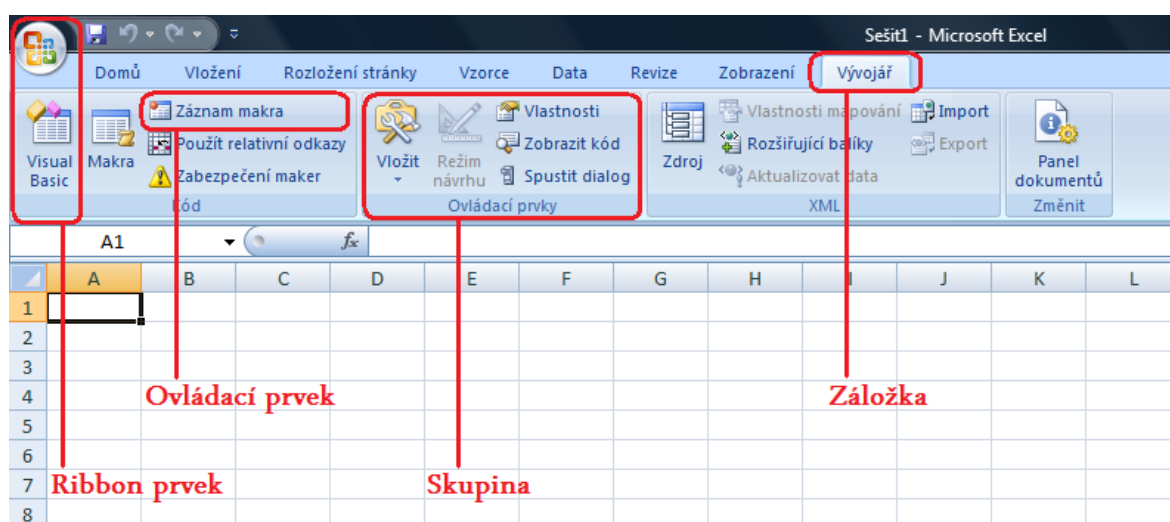 Sešit1 - Microsoft Excel
Domů Vložení Rozložení stránky Vzorce Data Revize Zobrazení Vývojář
Visual Basic
Makra
Záznam makra
Použít relativní odkazy
Zabezpečení maker
Kód
Vložit
Režim návrhu
Vlastnosti
Zobrazit kód
Spustit dialog
Ovládací prvky
Zdroj
Vlastnosti mapování
Rozšiřující balíky
Aktualizovat data
Import
Export
XML
Panel dokumentů
Změnit
A1 fx
A B C D E F G H I J K L
1
2
3
4 Ovládací prvek Záložka
5
6
7 Ribbon prvek Skupina
8